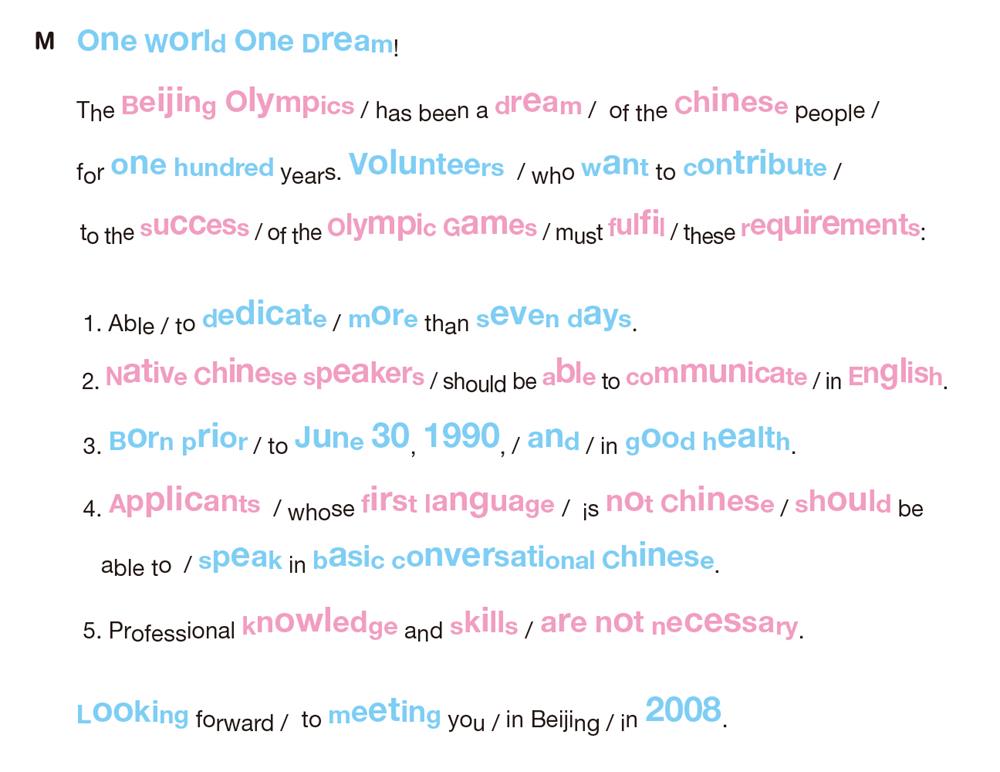 M One world One Dream!
The Beijing Olympics / has been a dream / of the Chinese people /
for one hundred years. Volunteers / who want to contribute /
to the success / of the Olympic Games / must fulfil / these requirements:
1. Able / to dedicate / more than seven days.
2. Native Chinese speakers / should be able to communicate / in English.
3. Born prior / to June 30, 1990, / and / in good health.
4. Applicants / whose first language / is not Chinese / should be
able to / speak in basic conversational Chinese.
5. Professional knowledge and skills / are not necessary.
Looking forward / to meeting you / in Beijing / in 2008.